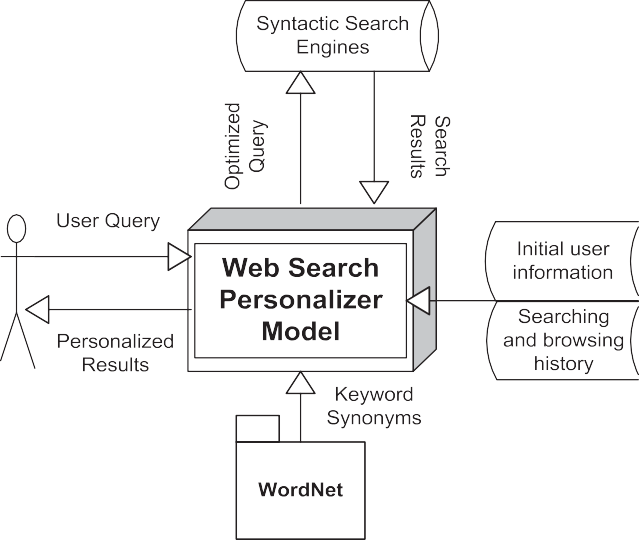 Syntactic Search
Engines
Optimized
Query
Search
Results
User Query
Web Search
Personalizer
Model
Initial user
information
Searching
and browsing
history
Personalized
Results
Keyword
Synonyms
WordNet